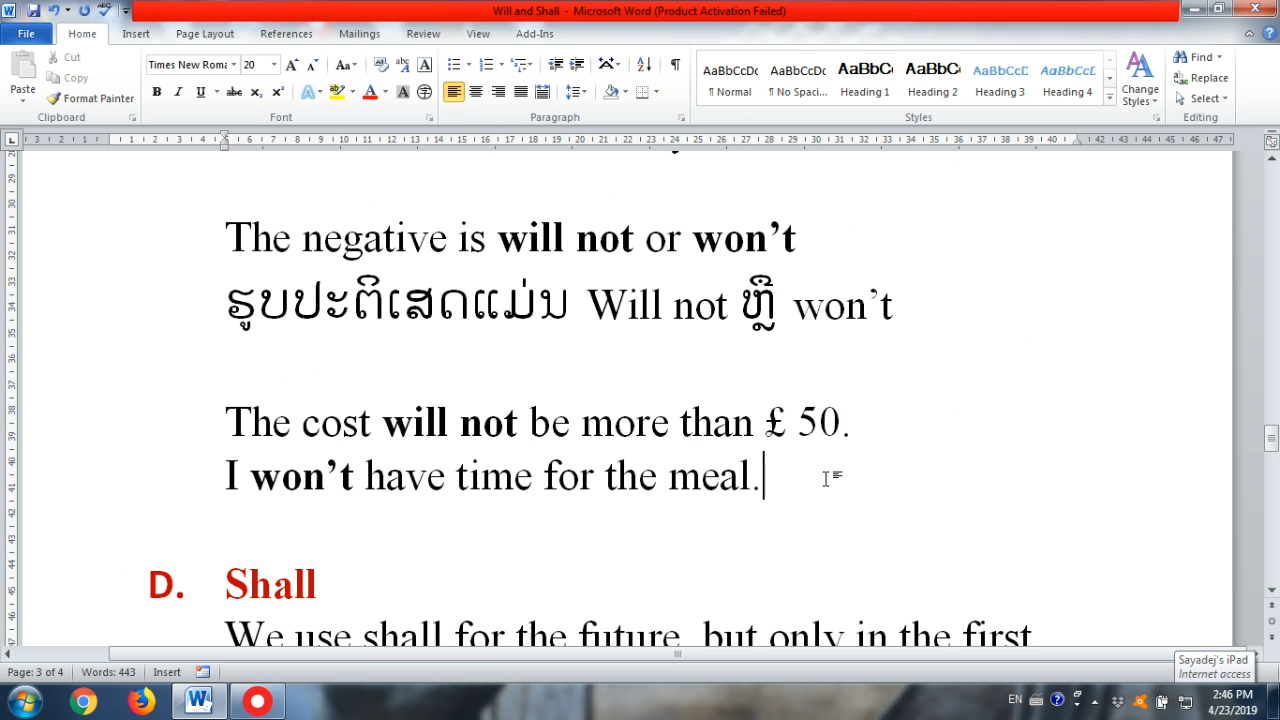 Will and Shall - Microsoft Word (Product Activation Failed)
File Home Insert Page Layout References Mailings Review View Add-Ins
Paste
Cut
Copy
Format Painter
Clipboard
Times New Roma 20
Font
Paragraph
AaBbCcDc AaBbCcDc AaBbC AaBbCc AaBbCcD AaBbCcD
¶ Normal ¶ No Spaci... Heading 1 Heading 2 Heading 3 Heading 4
Change Styles
Styles
Find
Replace
Select
Editing
The negative is will not or won’t
ຮູບປະຕິເສດແມ່ນ Will not ຫຼື won’t
The cost will not be more than £ 50.
I won’t have time for the meal.
D. Shall
We use shall for the future, but only in the first
Sayadej's iPad
Internet access
Page: 3 of 4 Words: 443 Insert
EN 2:46 PM
4/23/2019